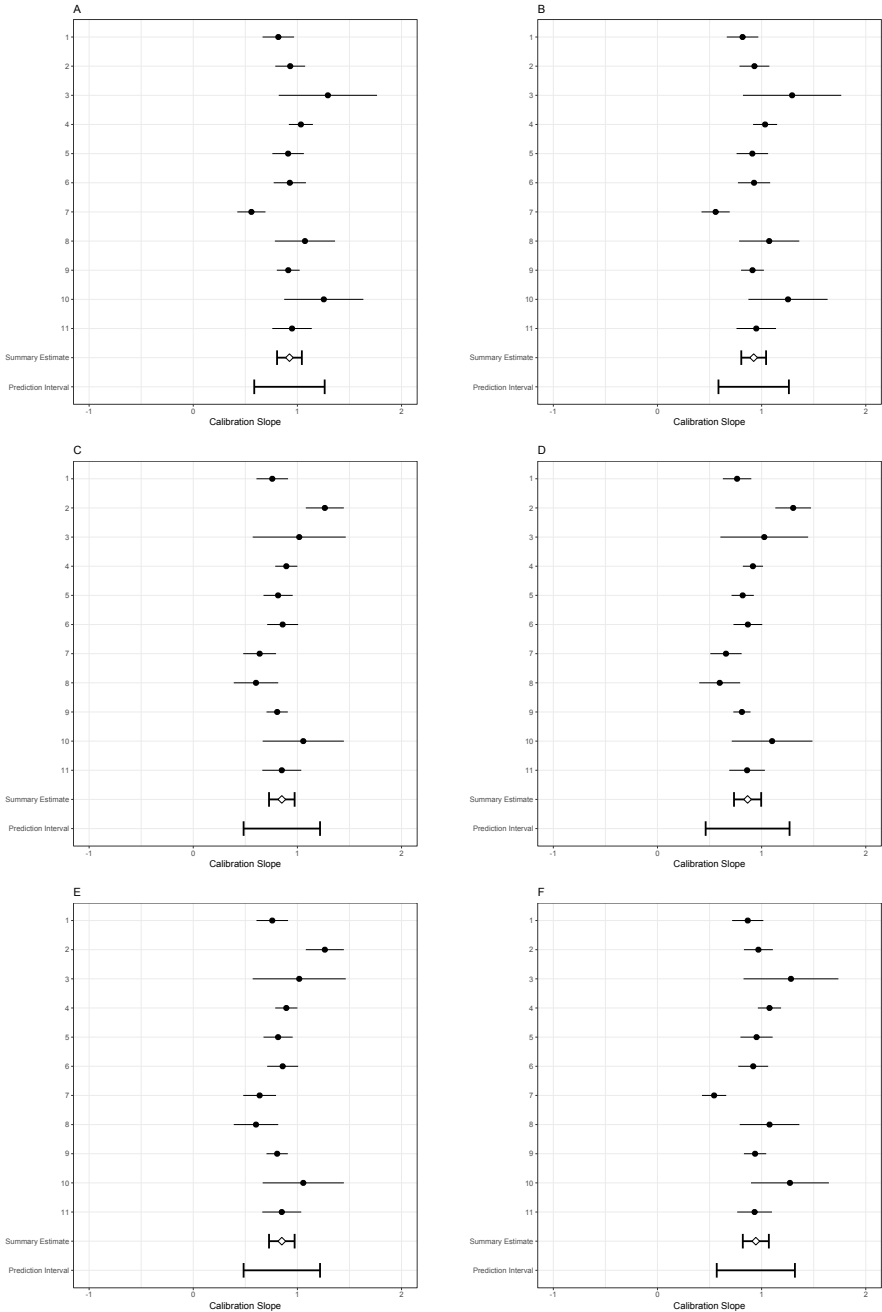 A
1
2
3
4
5
6
7
8
9
10
11
Summary Estimate
Prediction Interval
-1 0 1 2
Calibration Slope
B
1
2
3
4
5
6
7
8
9
10
11
Summary Estimate
Prediction Interval
-1 0 1 2
Calibration Slope
C
1
2
3
4
5
6
7
8
9
10
11
Summary Estimate
Prediction Interval
-1 0 1 2
Calibration Slope
D
1
2
3
4
5
6
7
8
9
10
11
Summary Estimate
Prediction Interval
-1 0 1 2
Calibration Slope
E
1
2
3
4
5
6
7
8
9
10
11
Summary Estimate
Prediction Interval
-1 0 1 2
Calibration Slope
F
1
2
3
4
5
6
7
8
9
10
11
Summary Estimate
Prediction Interval
-1 0 1 2
Calibration Slope